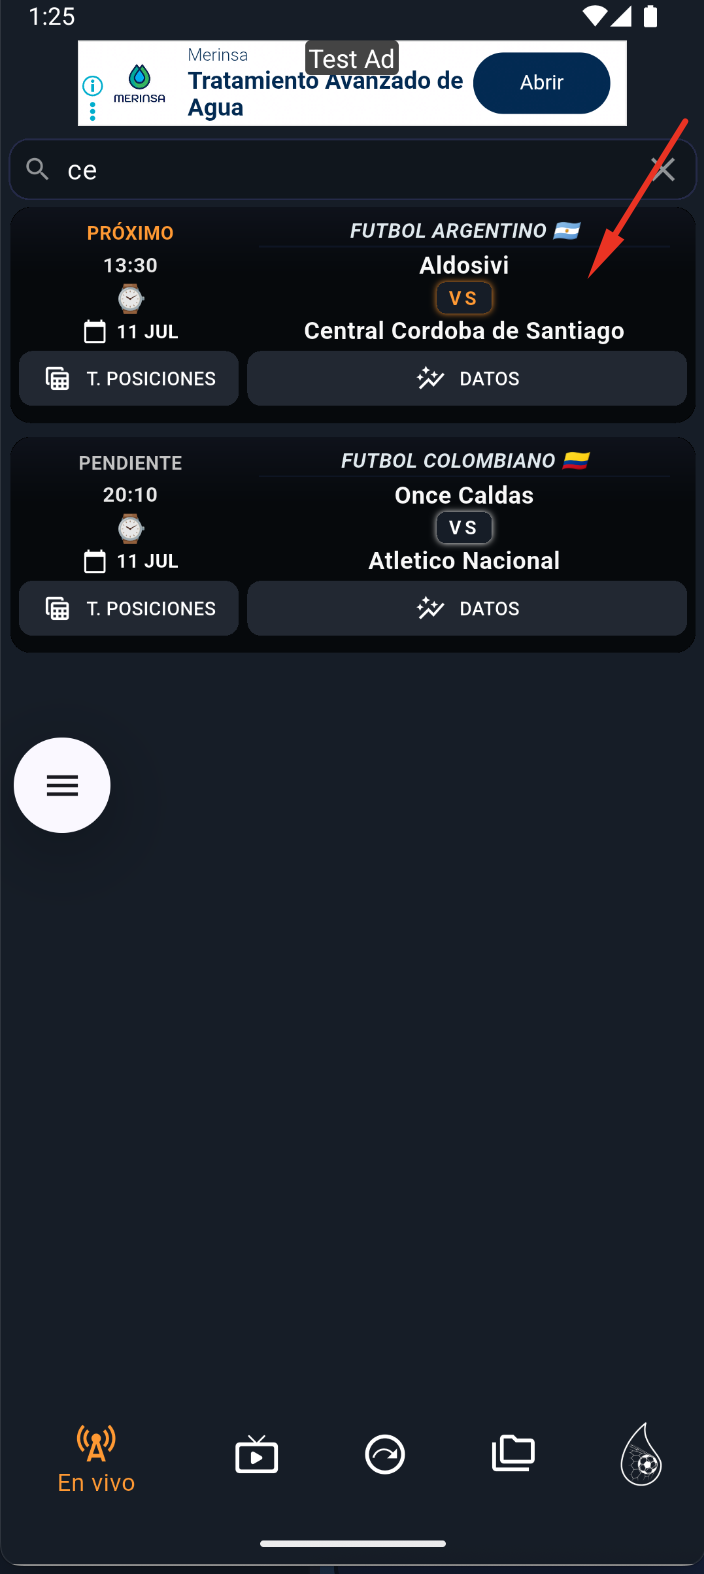 1:25
Merinsa
Test Ad
Tratamiento Avanzado de
Agua
MERINSA
Abrir
ce
PRÓXIMO
FUTBOL ARGENTINO
13:30
Aldosivi
VS
11 JUL
Central Cordoba de Santiago
T. POSICIONES
DATOS
PENDIENTE
FUTBOL COLOMBIANO
20:10
Once Caldas
VS
11 JUL
Atletico Nacional
T. POSICIONES
DATOS
En vivo